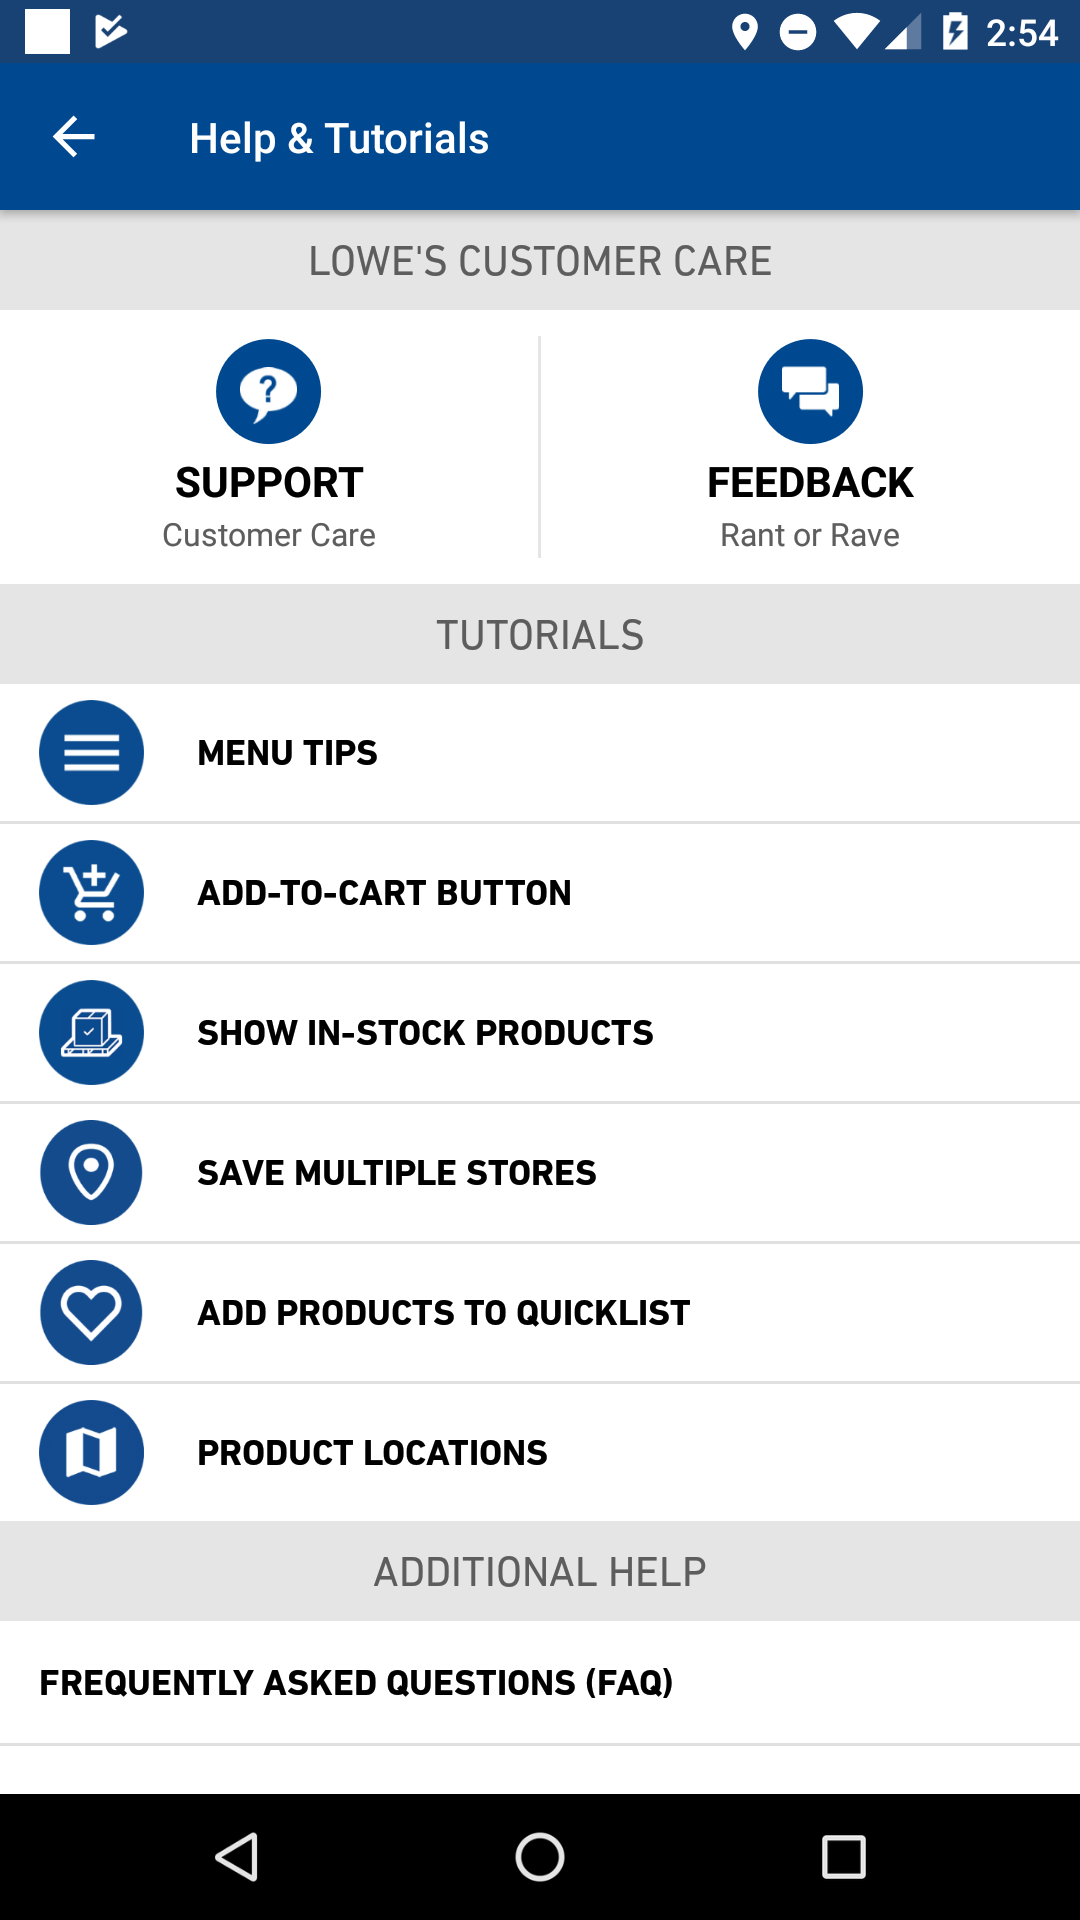 2:54
Help & Tutorials
LOWE'S CUSTOMER CARE
SUPPORT
Customer Care
FEEDBACK
Rant or Rave
TUTORIALS
MENU TIPS
ADD-TO-CART BUTTON
SHOW IN-STOCK PRODUCTS
SAVE MULTIPLE STORES
ADD PRODUCTS TO QUICKLIST
PRODUCT LOCATIONS
ADDITIONAL HELP
FREQUENTLY ASKED QUESTIONS (FAQ)